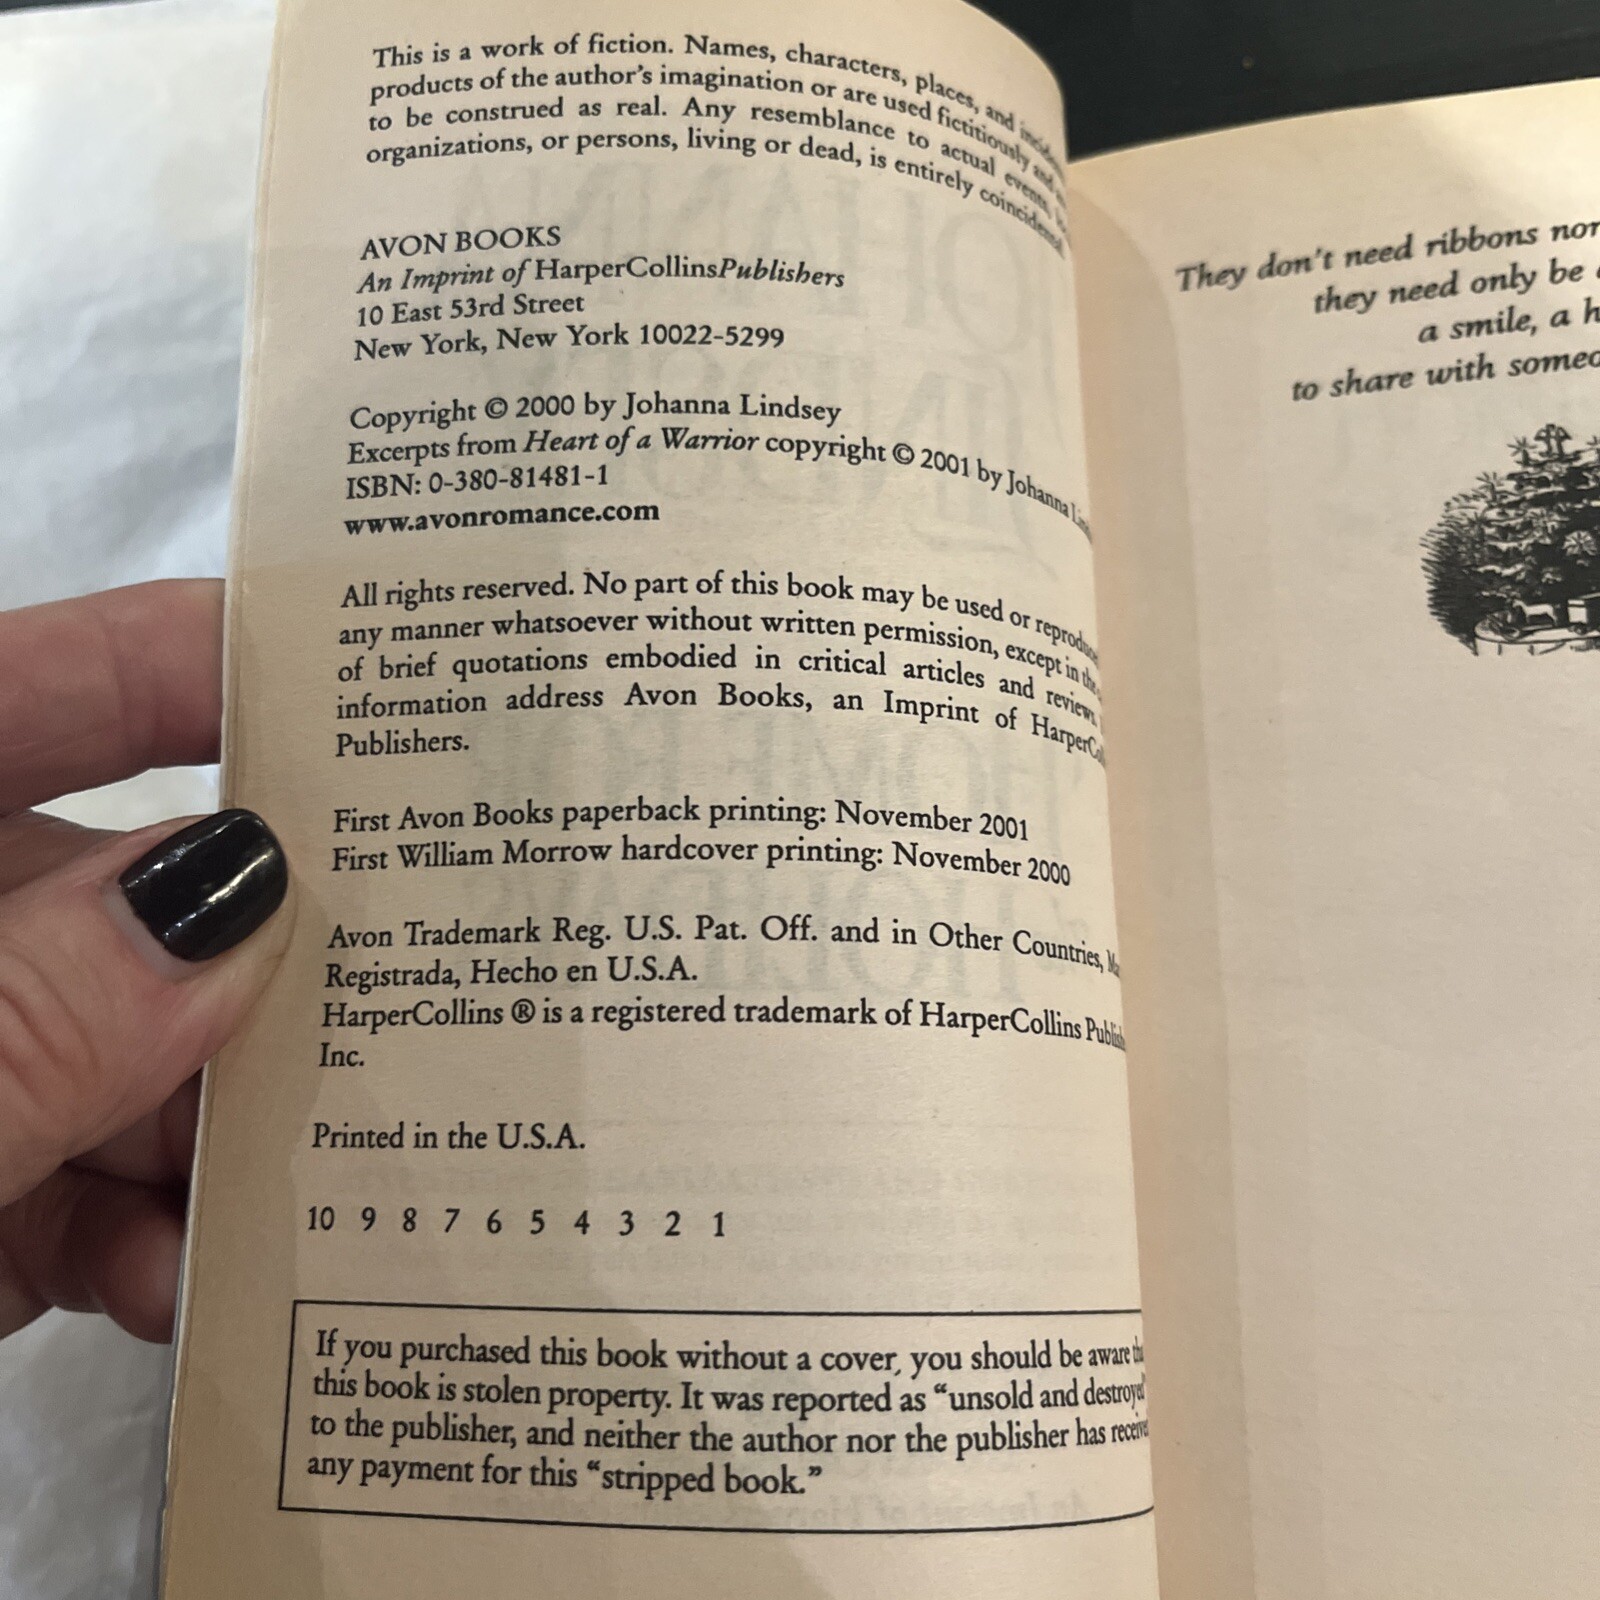 This is a work of fiction. Names, characters, places, and
products of the author's imagination or are used fictitiously and
to be construed as real. Any resemblance to actual events,
organizations, or persons, living or dead, is entirely coincidental
AVON BOOKS
An Imprint of HarperCollinsPublishers
10 East 53rd Street
New York, New York 10022-5299
Copyright © 2000 by Johanna Lindsey
Excerpts from Heart of a Warrior copyright © 2001 by Johanna
ISBN: 0-380-81481-1
www.avonromance.com
All rights reserved. No part of this book may be used or
any manner whatsoever without written permission, except in the
of brief quotations embodied in critical articles and reviews.
information address Avon Books, an Imprint of
Publishers.
First Avon Books paperback printing: November 2001
First William Morrow hardcover printing: November 2000
Avon Trademark Reg. U.S. Pat. Off. and in Other Countries,
Registrada, Hecho en U.S.A.
HarperCollins ® is a registered trademark of HarperCollins
Inc.
Printed in the U.S.A.
10 9 8 7 6 5 4 3 2 1
If you purchased this book without a cover, you should be aware
this book is stolen property. It was reported as “unsold and destroyed”
to the publisher, and neither the author nor the publisher has
any payment for this “stripped book.”
They don't need ribbons nor
they need only be
a smile, a
to share with